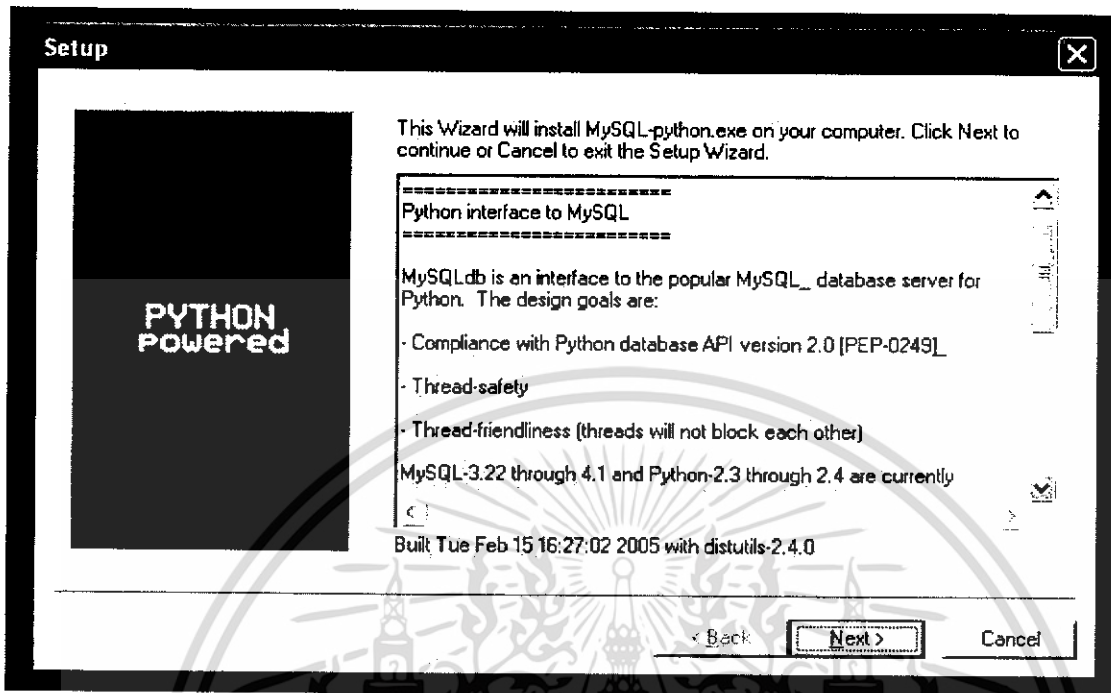 Setup
This Wizard will install MySQL-python.exe on your computer. Click Next to
continue or Cancel to exit the Setup Wizard.
==========================
Python interface to MySQL
==========================
MySQLdb is an interface to the popular MySQL_ database server for
Python. The design goals are:
- Compliance with Python database API version 2.0 [PEP-0249]_
- Thread-safety
- Thread-friendliness (threads will not block each other)
MySQL-3.22 through 4.1 and Python-2.3 through 2.4 are currently
PYTHON
powered
Built Tue Feb 15 16:27:02 2005 with distutils-2.4.0
< Back
Next >
Cancel